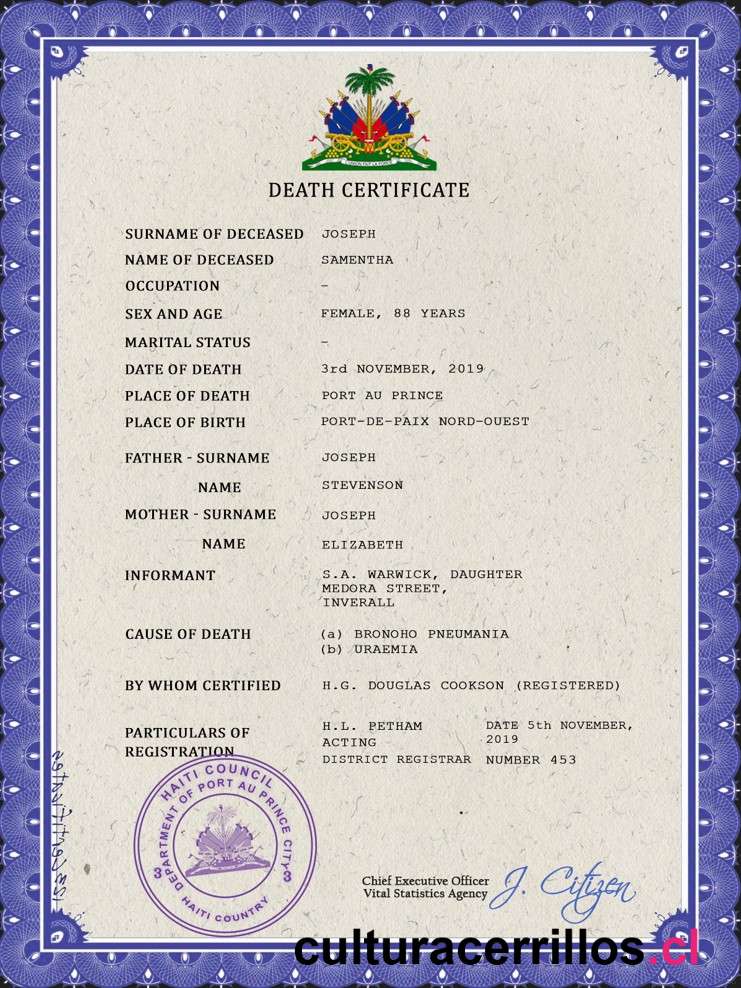 L'UNION FAIT LA FORCE
DEATH CERTIFICATE
SURNAME OF DECEASED JOSEPH
NAME OF DECEASED SAMENTHA
OCCUPATION –
SEX AND AGE FEMALE, 88 YEARS
MARITAL STATUS –
DATE OF DEATH 3rd NOVEMBER, 2019
PLACE OF DEATH PORT AU PRINCE
PLACE OF BIRTH PORT-DE-PAIX NORD-OUEST
FATHER - SURNAME JOSEPH
NAME STEVENSON
MOTHER - SURNAME JOSEPH
NAME ELIZABETH
INFORMANT S.A. WARWICK, DAUGHTER
MEDORA STREET,
INVERALL
CAUSE OF DEATH (a) BRONOHO PNEUMANIA
(b) URAEMIA
BY WHOM CERTIFIED H.G. DOUGLAS COOKSON (REGISTERED)
PARTICULARS OF REGISTRATION H.L. PETHAM DATE 5th NOVEMBER,
ACTING 2019
DISTRICT REGISTRAR NUMBER 453
HAITI COUNCIL
DEPARTMENT OF PORT AU PRINCE CITY
3 3
HAITI COUNTRY
Chief Executive Officer
Vital Statistics Agency
J. Citizen
culturacerrillos.cl